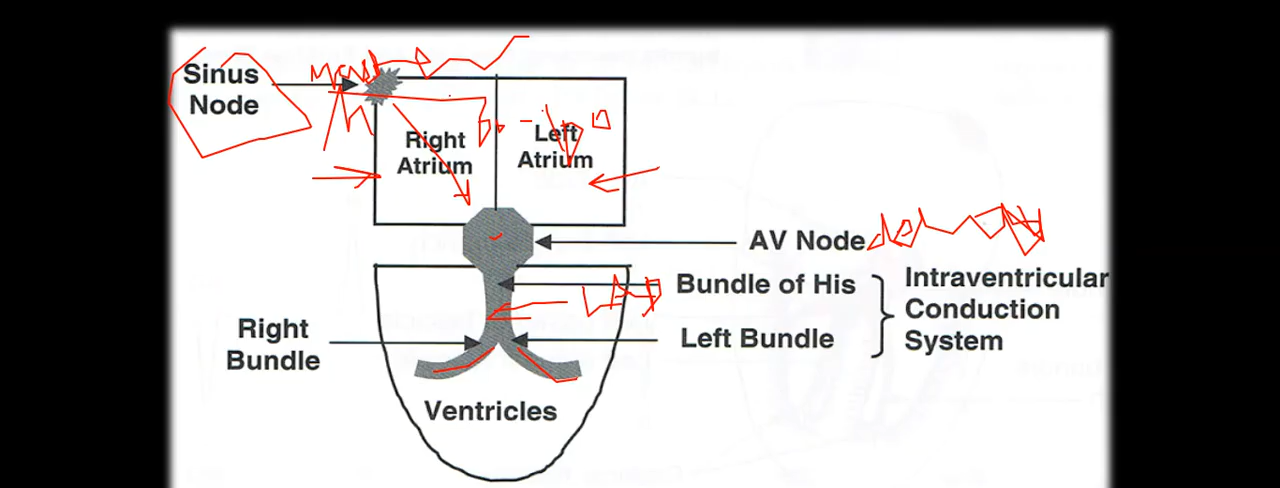 Sinus
Node
Right
Atrium
Left
Atrium
AV Node
Bundle of His
Left Bundle
Intraventricular
Conduction
System
Right
Bundle
Ventricles